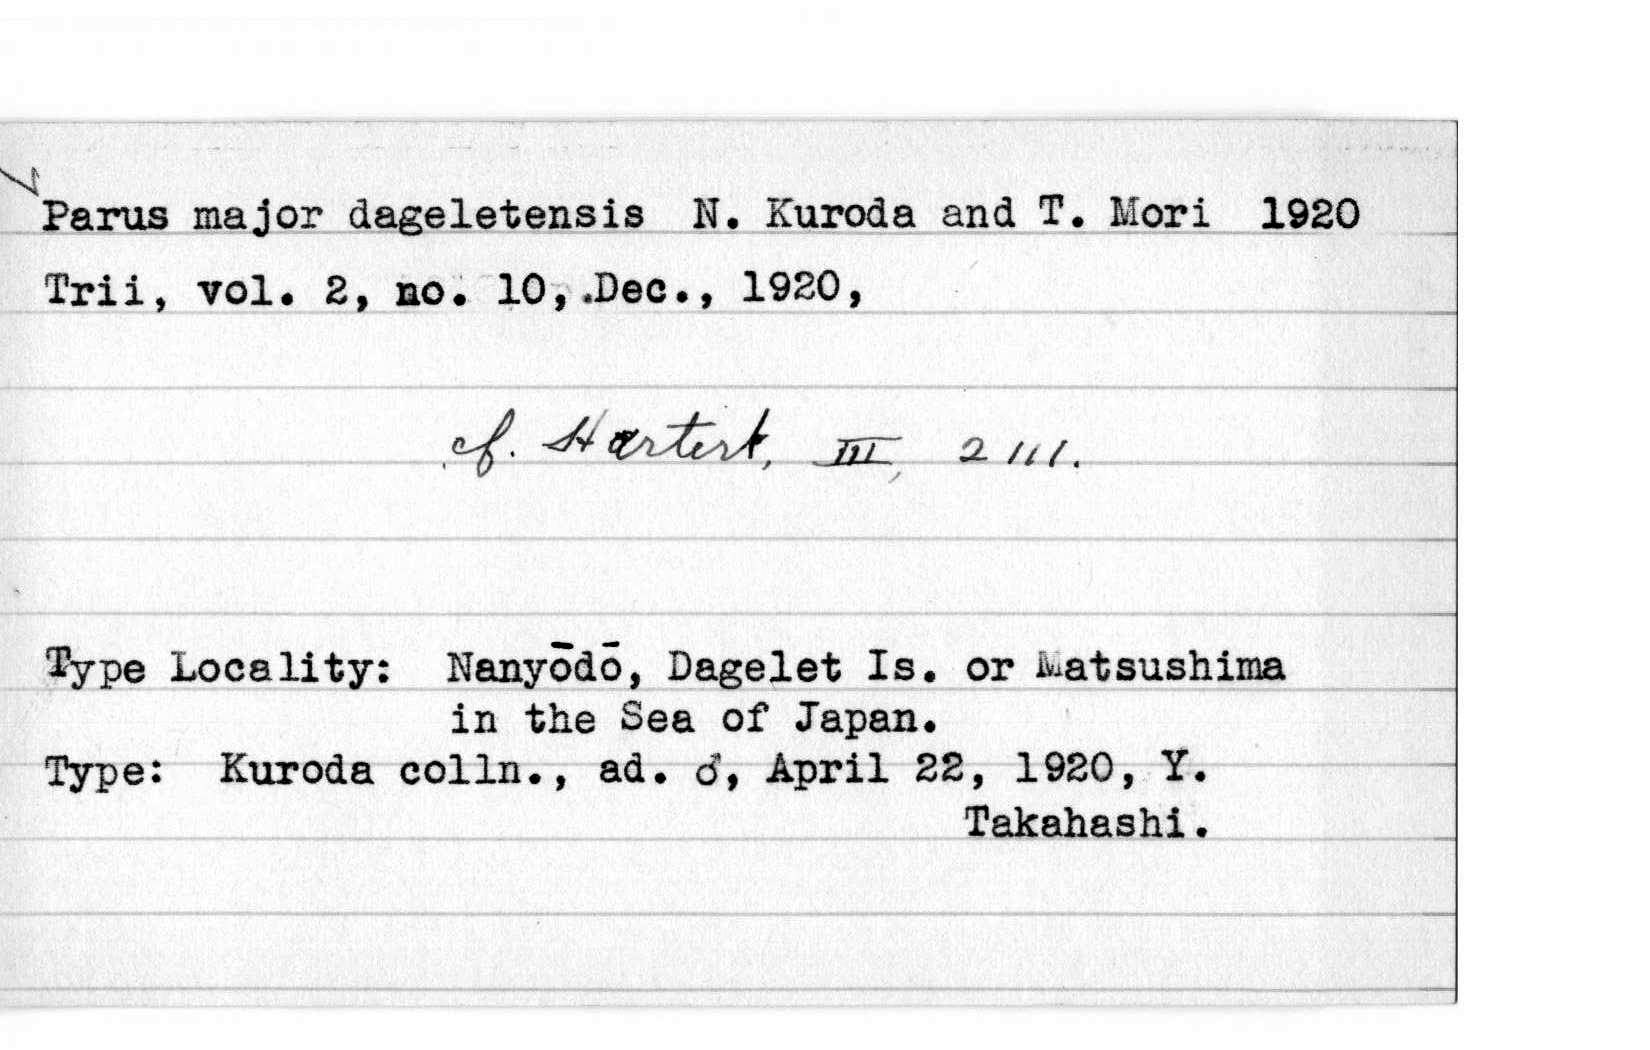 Parus major dageletensis N. Kuroda and T. Mori 1920
Trii, vol. 2, no. 10, .Dec., 1920,
cf. Hartert, III, 2111.
Type Locality: Nanyōdō, Dagelet Is. or Matsushima
in the Sea of Japan.
Type: Kuroda colln., ad. ♂, April 22, 1920, Y.
Takahashi.